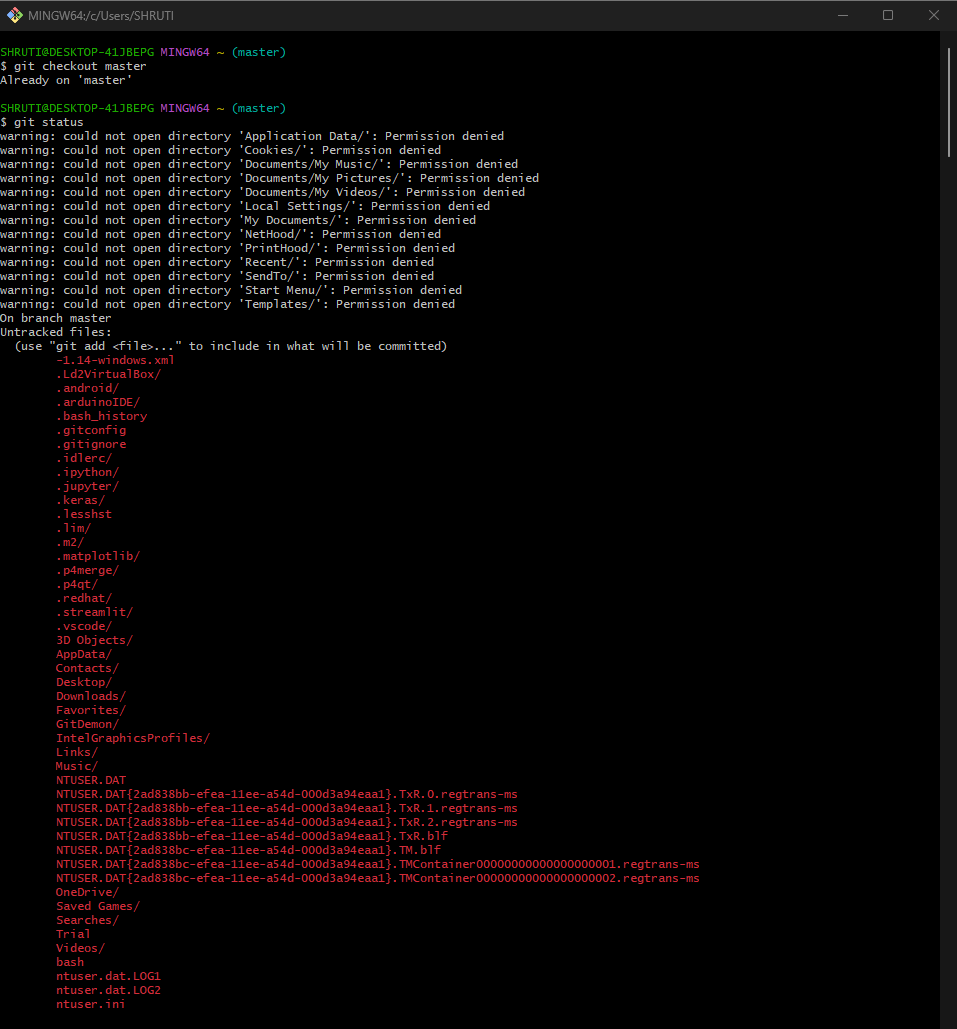 MINGW64:/c/Users/SHRUTI
SHRUTI@DESKTOP-41JBEPG MINGW64 ~ (master)
$ git checkout master
Already on 'master'
SHRUTI@DESKTOP-41JBEPG MINGW64 ~ (master)
$ git status
warning: could not open directory 'Application Data/': Permission denied
warning: could not open directory 'Cookies/': Permission denied
warning: could not open directory 'Documents/My Music/': Permission denied
warning: could not open directory 'Documents/My Pictures/': Permission denied
warning: could not open directory 'Documents/My Videos/': Permission denied
warning: could not open directory 'Local Settings/': Permission denied
warning: could not open directory 'My Documents/': Permission denied
warning: could not open directory 'NetHood/': Permission denied
warning: could not open directory 'PrintHood/': Permission denied
warning: could not open directory 'Recent/': Permission denied
warning: could not open directory 'SendTo/': Permission denied
warning: could not open directory 'Start Menu/': Permission denied
warning: could not open directory 'Templates/': Permission denied
On branch master
Untracked files:
  (use "git add <file>..." to include in what will be committed)
        -1.14-windows.xml
        .Ld2VirtualBox/
        .android/
        .arduinoIDE/
        .bash_history
        .gitconfig
        .gitignore
        .idlerc/
        .ipython/
        .jupyter/
        .keras/
        .lesshst
        .lim/
        .m2/
        .matplotlib/
        .p4merge/
        .p4qt/
        .redhat/
        .streamlit/
        .vscode/
        3D Objects/
        AppData/
        Contacts/
        Desktop/
        Downloads/
        Favorites/
        GitDemon/
        IntelGraphicsProfiles/
        Links/
        Music/
        NTUSER.DAT
        NTUSER.DAT{2ad838bb-efea-11ee-a54d-000d3a94eaa1}.TxR.0.regtrans-ms
        NTUSER.DAT{2ad838bb-efea-11ee-a54d-000d3a94eaa1}.TxR.1.regtrans-ms
        NTUSER.DAT{2ad838bb-efea-11ee-a54d-000d3a94eaa1}.TxR.2.regtrans-ms
        NTUSER.DAT{2ad838bb-efea-11ee-a54d-000d3a94eaa1}.TxR.blf
        NTUSER.DAT{2ad838bc-efea-11ee-a54d-000d3a94eaa1}.TM.blf
        NTUSER.DAT{2ad838bc-efea-11ee-a54d-000d3a94eaa1}.TMContainer00000000000000000001.regtrans-ms
        NTUSER.DAT{2ad838bc-efea-11ee-a54d-000d3a94eaa1}.TMContainer00000000000000000002.regtrans-ms
        OneDrive/
        Saved Games/
        Searches/
        Trial
        Videos/
        bash
        ntuser.dat.LOG1
        ntuser.dat.LOG2
        ntuser.ini